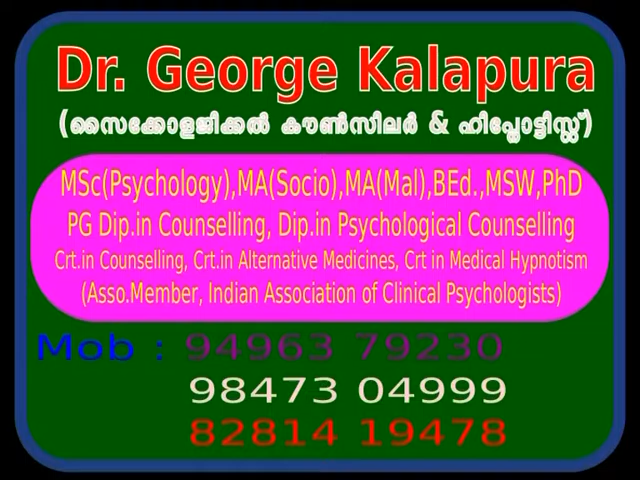 Dr. George Kalapura
(സൈക്കോളജിക്കൽ കൗൺസിലർ & ഹിപ്നോട്ടിസ്റ്റ്)
MSc(Psychology),MA(Socio),MA(Mal),BEd.,MSW,PhD
PG Dip.in Counselling, Dip.in Psychological Counselling
Crt.in Counselling, Crt.in Alternative Medicines, Crt in Medical Hypnotism
(Asso.Member, Indian Association of Clinical Psychologists)
Mob : 94963 79230
98473 04999
82814 19478